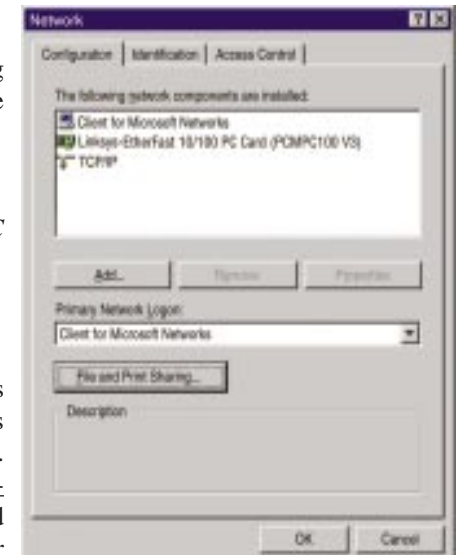 Network
Configuration Identification Access Control
The following network components are installed:
Client for Microsoft Networks
Linksys-EtherFast 10/100 PC Card (PCMPC100 V3)
TCP/IP
Add... Remove Properties
Primary Network Logon:
Client for Microsoft Networks
File and Print Sharing...
Description
OK Cancel